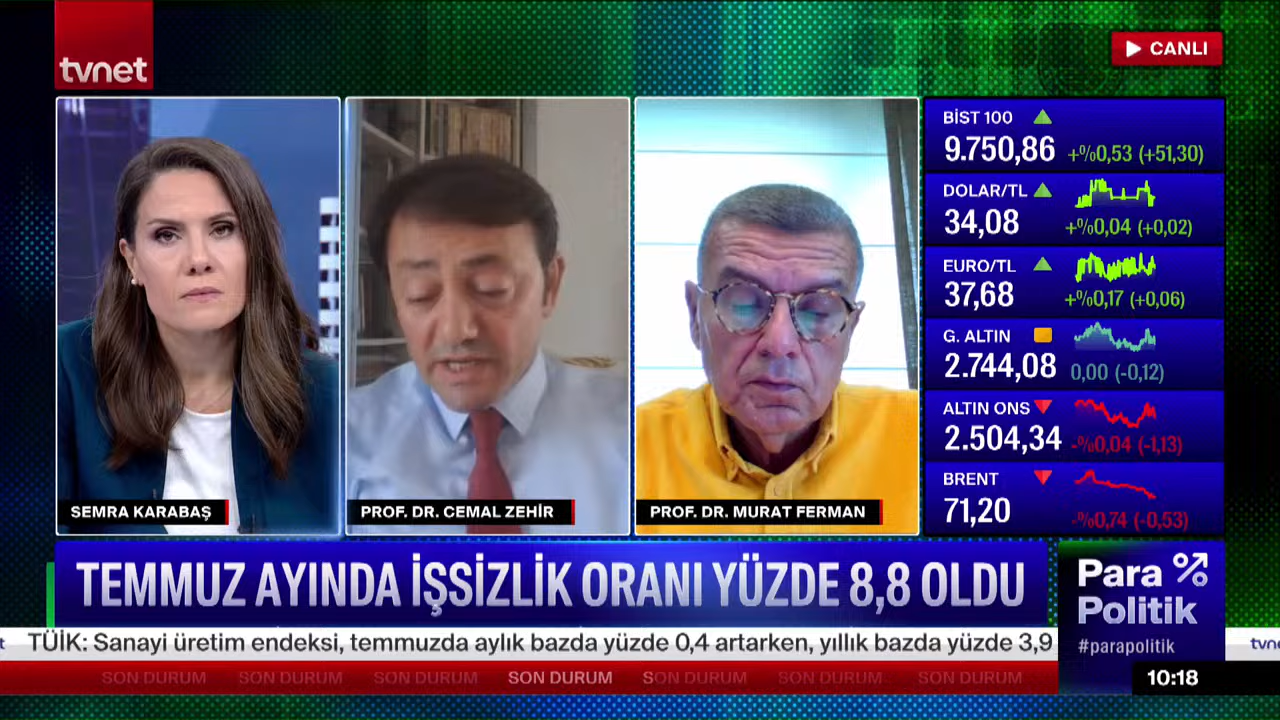 tvnet
CANLI
BİST 100
9.750,86 +%0,53 (+51,30)
DOLAR/TL
34,08 +%0,04 (+0,02)
EURO/TL
37,68 +%0,17 (+0,06)
G. ALTIN
2.744,08 0,00 (-0,12)
ALTIN ONS
2.504,34 -%0,04 (-1,13)
BRENT
71,20 -%0,74 (-0,53)
SEMRA KARABAŞ
PROF. DR. CEMAL ZEHİR
PROF. DR. MURAT FERMAN
TEMMUZ AYINDA İŞSİZLİK ORANI YÜZDE 8,8 OLDU
Para %
Politik
#parapolitik
t TÜİK: Sanayi üretim endeksi, temmuzda aylık bazda yüzde 0,4 artarken, yıllık bazda yüzde 3,9 tvne
SON DURUM SON DURUM SON DURUM SON DURUM SON DURUM SON DURUM SON DURUM
10:18